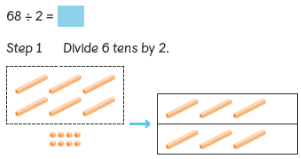 68 ÷ 2 =
Step 1 Divide 6 tens by 2.